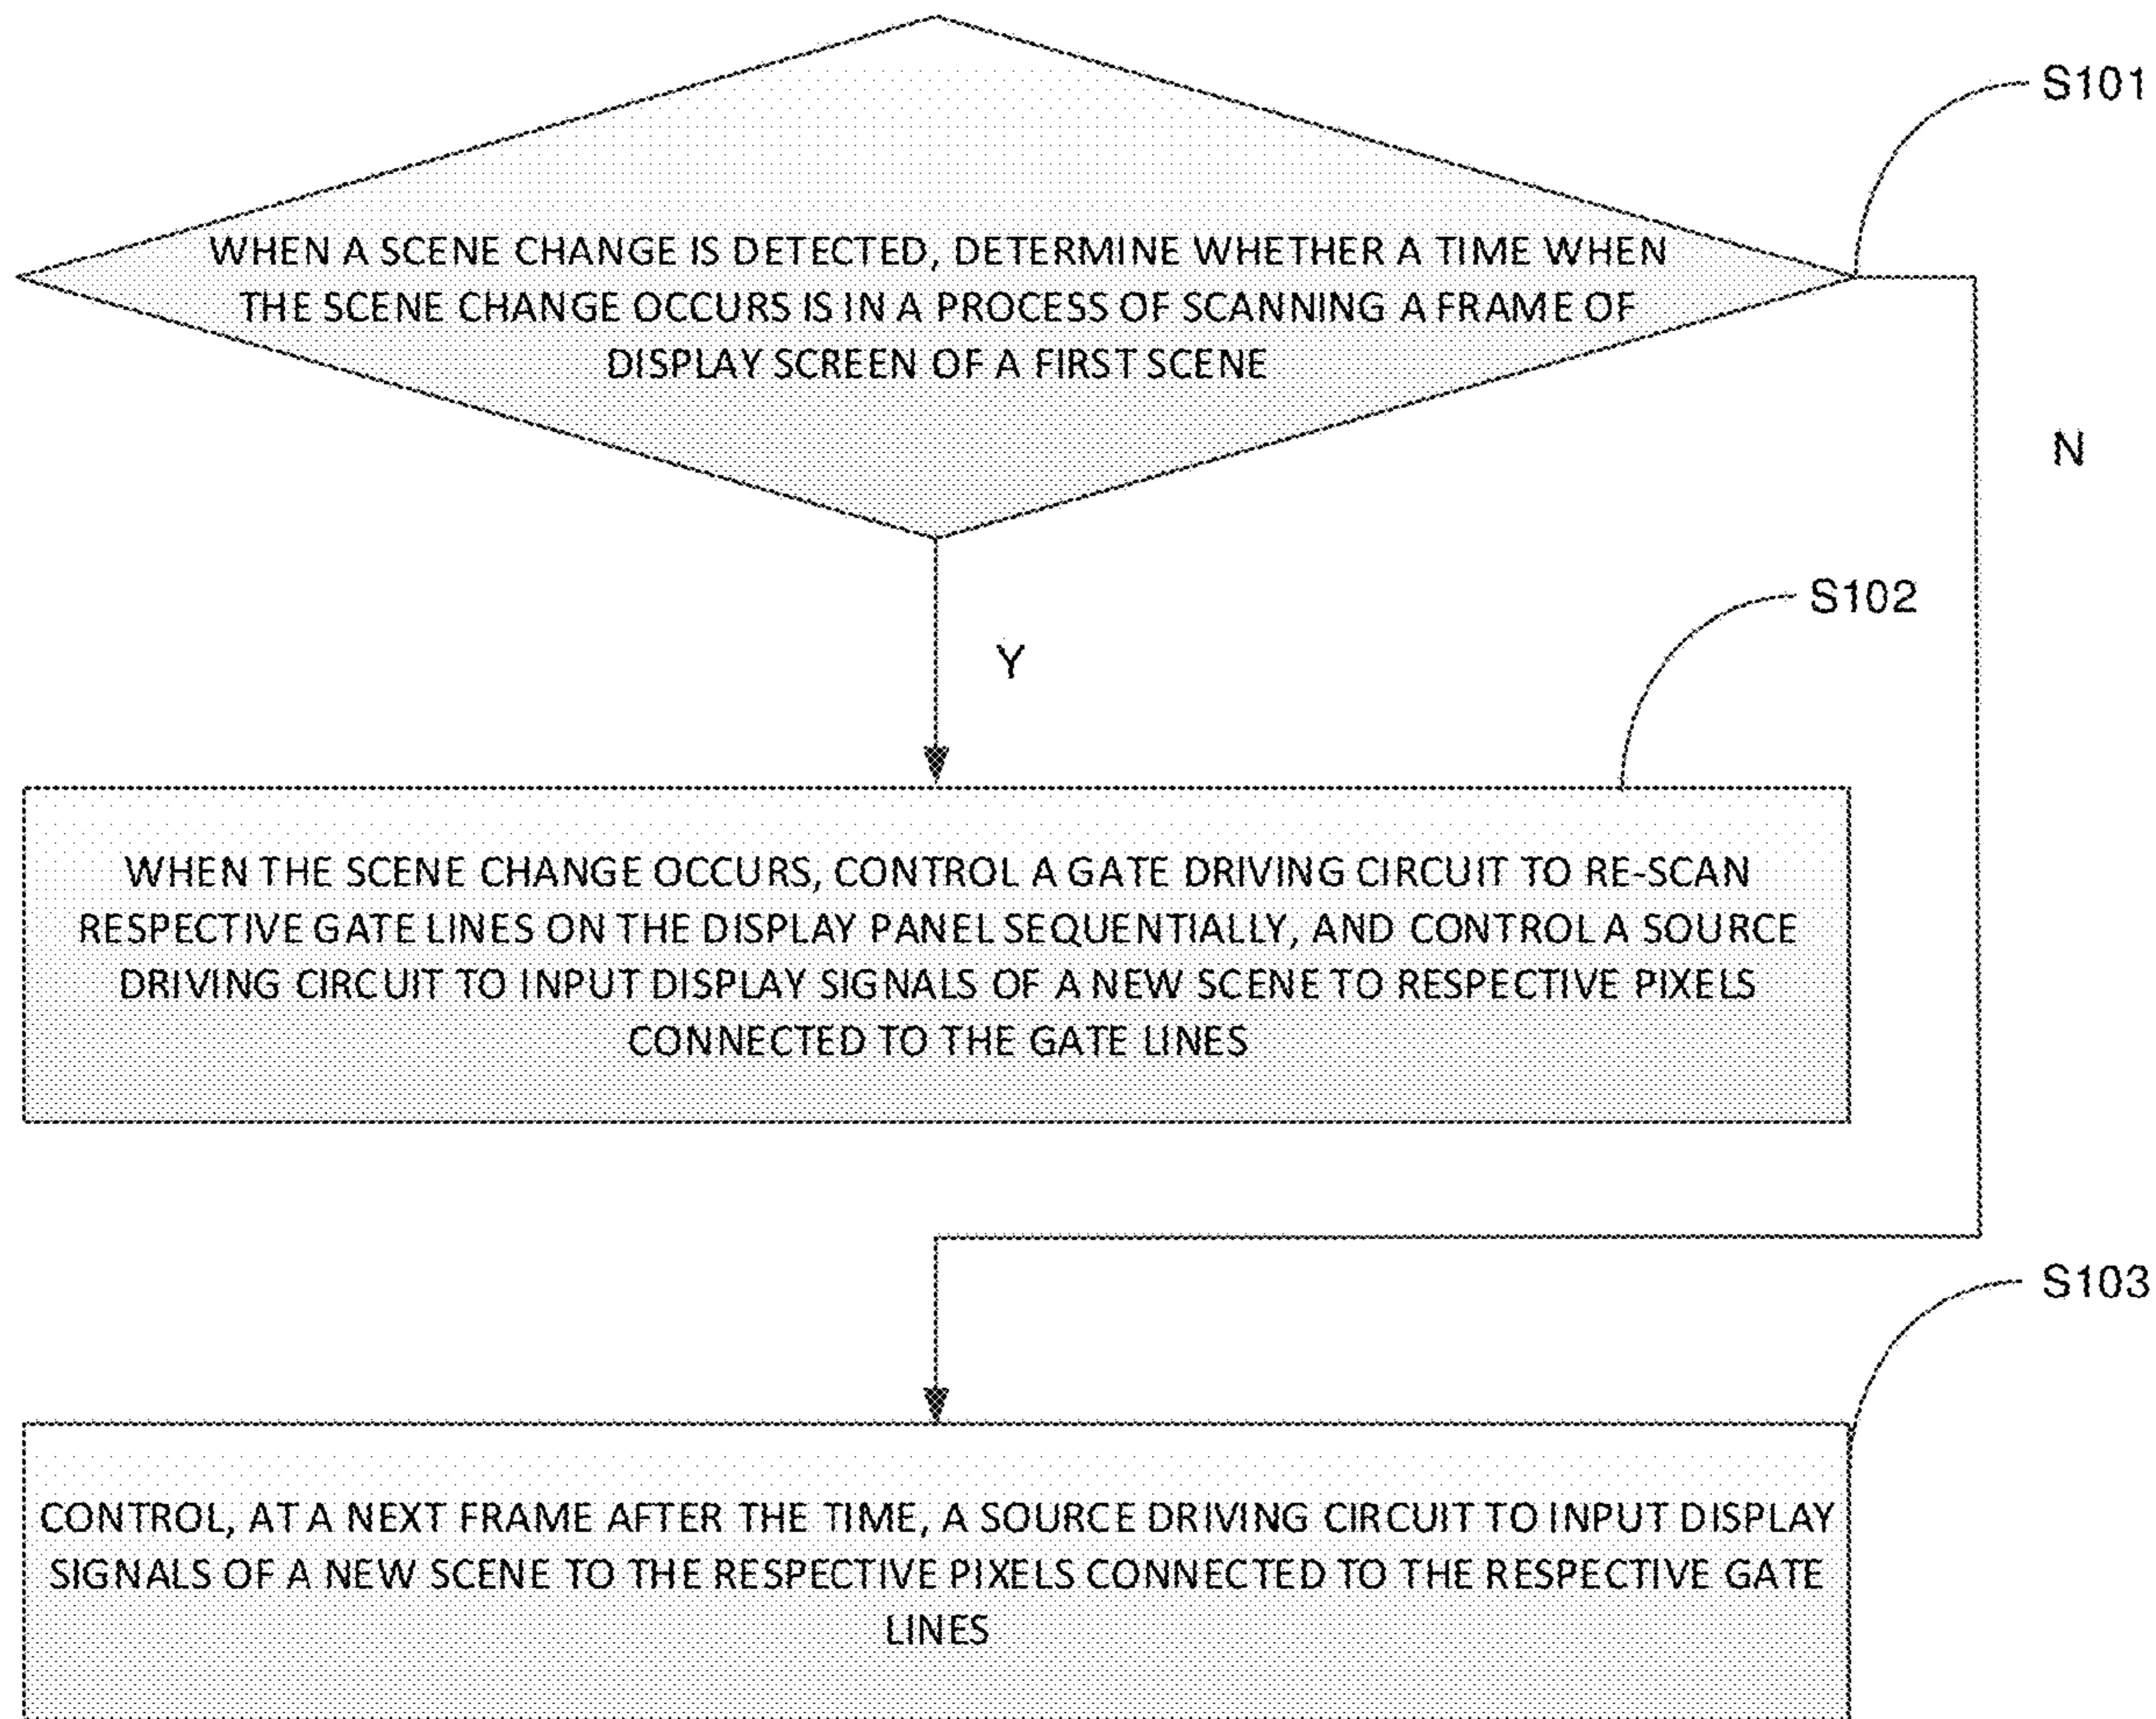 S101
WHEN A SCENE CHANGE IS DETECTED, DETERMINE WHETHER A TIME WHEN
THE SCENE CHANGE OCCURS IS IN A PROCESS OF SCANNING A FRAME OF
DISPLAY SCREEN OF A FIRST SCENE
N
S102
Y
WHEN THE SCENE CHANGE OCCURS, CONTROL A GATE DRIVING CIRCUIT TO RE-SCAN
RESPECTIVE GATE LINES ON THE DISPLAY PANEL SEQUENTIALLY, AND CONTROL A SOURCE
DRIVING CIRCUIT TO INPUT DISPLAY SIGNALS OF A NEW SCENE TO RESPECTIVE PIXELS
CONNECTED TO THE GATE LINES
S103
CONTROL, AT A NEXT FRAME AFTER THE TIME, A SOURCE DRIVING CIRCUIT TO INPUT DISPLAY
SIGNALS OF A NEW SCENE TO THE RESPECTIVE PIXELS CONNECTED TO THE RESPECTIVE GATE
LINES